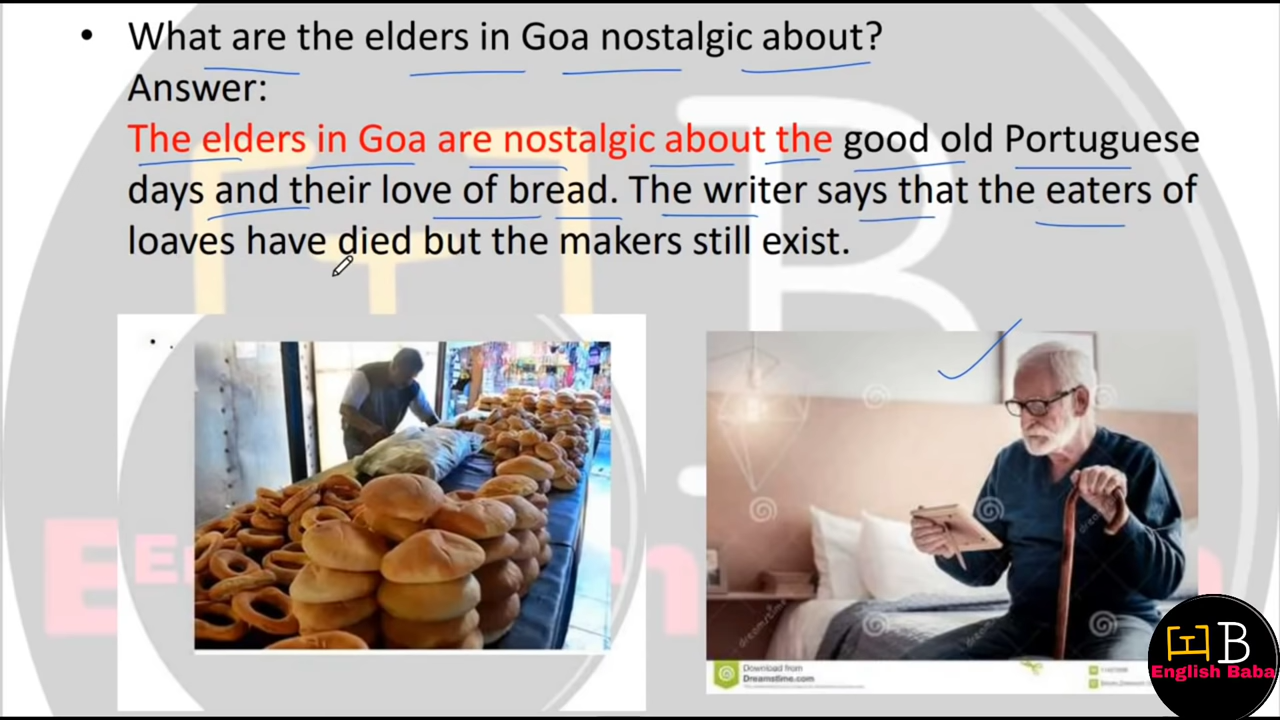 • What are the elders in Goa nostalgic about?
Answer:
The elders in Goa are nostalgic about the good old Portuguese
days and their love of bread. The writer says that the eaters of
loaves have died but the makers still exist.
Download from
Dreamstime.com
B
English Baba